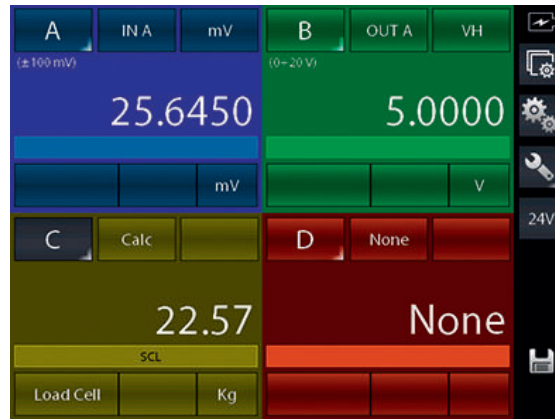 A IN A mV
(±100 mV)
25.6450
mV
B OUT A VH
(0÷20 V)
5.0000
V
C Calc
22.57
SCL
Load Cell Kg
D None
None
24V